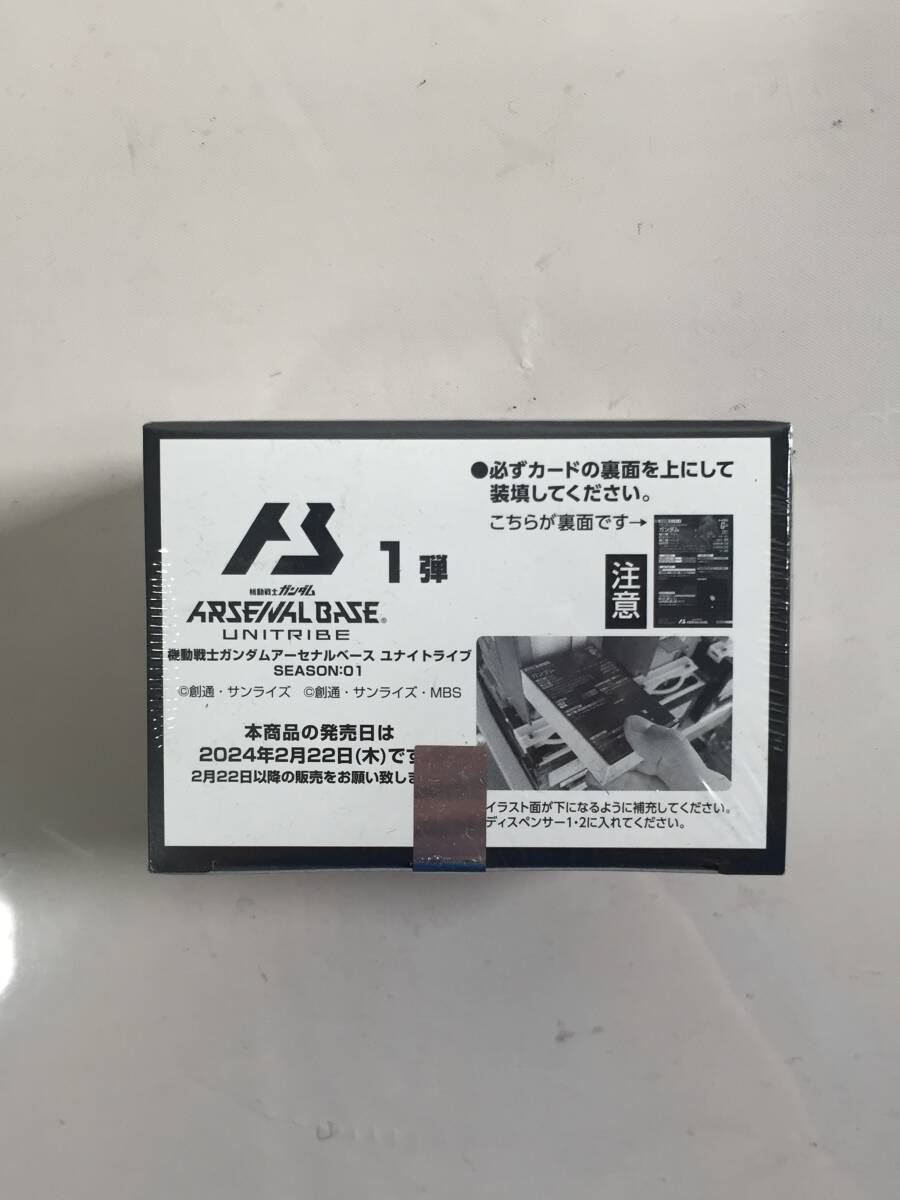 ●必ずカードの裏面を上にして
装填してください。
こちらが裏面です→
注意
AB
1弾
機動戦士ガンダム
ARSENAL BASE®
UNITRIBE
機動戦士ガンダムアーセナルベース ユナイトライブ
SEASON:01
©創通・サンライズ ©創通・サンライズ・MBS
本商品の発売日は
2024年2月22日(木)です
2月22日以降の販売をお願い致しま
ガンダム
ARSENAL BASE
イラスト面が下になるように補充してください。
ディスペンサー1・2に入れてください。